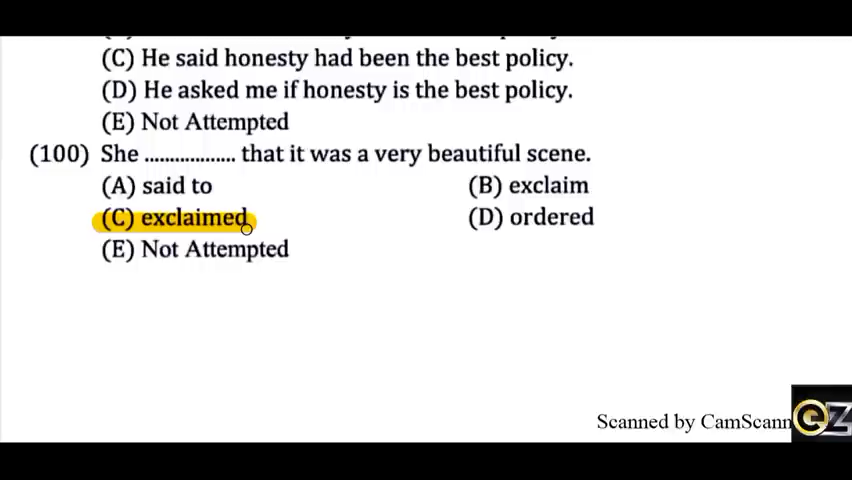 (C) He said honesty had been the best policy.
(D) He asked me if honesty is the best policy.
(E) Not Attempted
(100) She .................. that it was a very beautiful scene.
(A) said to (B) exclaim
(C) exclaimed (D) ordered
(E) Not Attempted
Scanned by CamScann